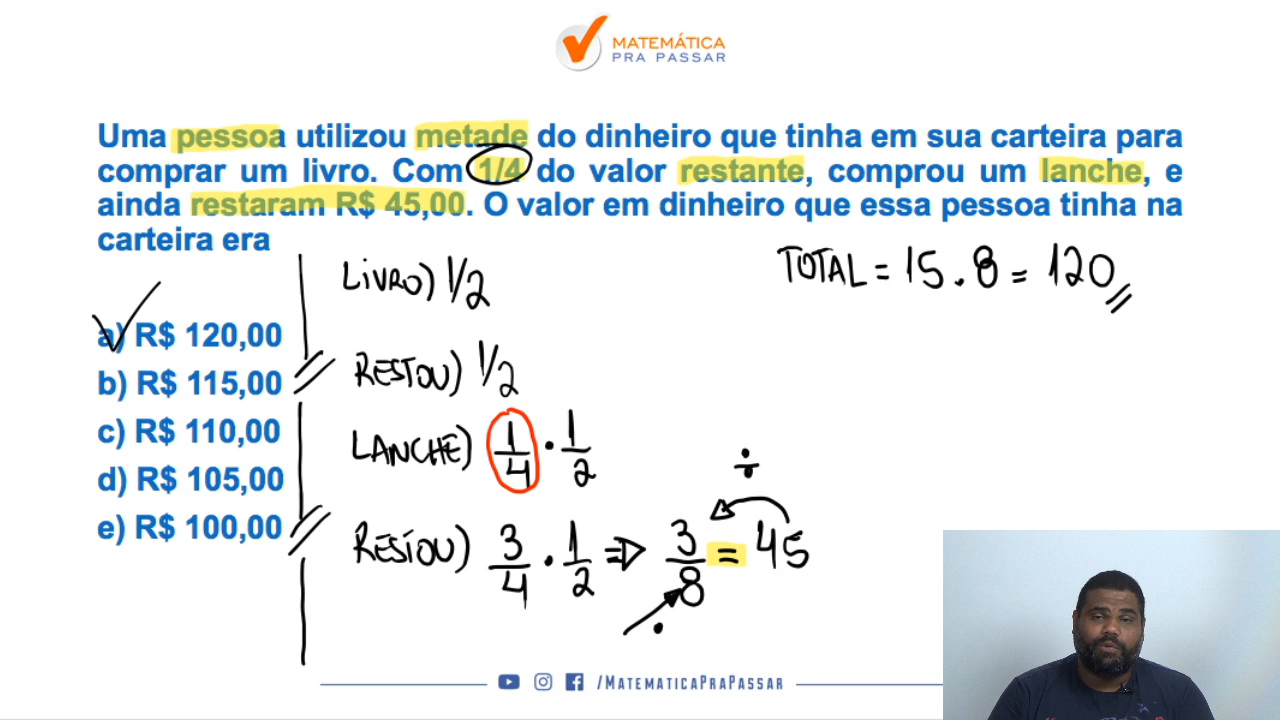 MATEMÁTICA
PRA PASSAR
Uma pessoa utilizou metade do dinheiro que tinha em sua carteira para
comprar um livro. Com 1/4 do valor restante, comprou um lanche, e
ainda restaram R$ 45,00. O valor em dinheiro que essa pessoa tinha na
carteira era
a) R$ 120,00
b) R$ 115,00
c) R$ 110,00
d) R$ 105,00
e) R$ 100,00
LIVRO) 1/2
RESTOU) 1/2
LANCHE) 1/4 · 1/2
RESTOU) 3/4 · 1/2 ⇒ 3/8 = 45
÷
·
TOTAL = 15 . 8 = 120
/MATEMATICAPRAPASSAR